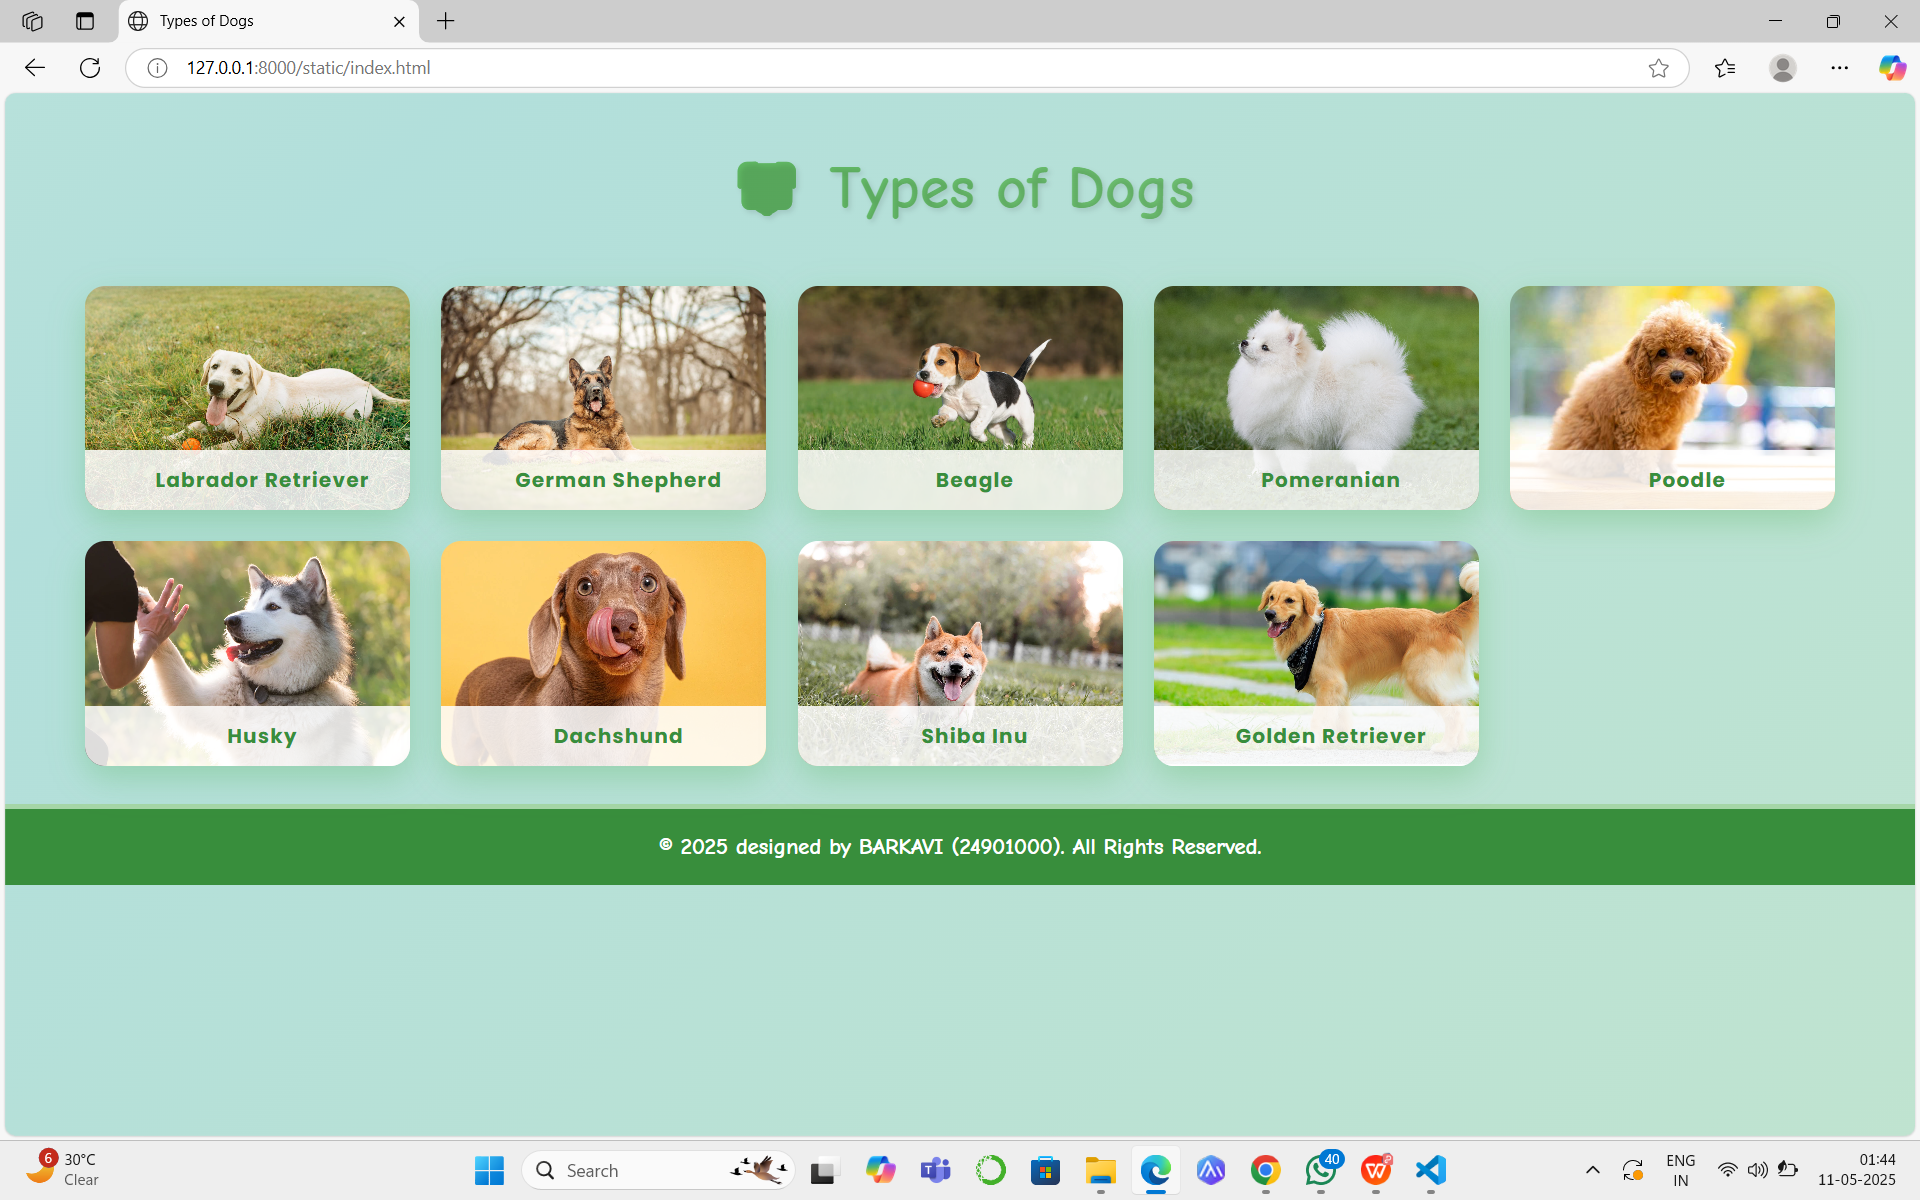 Types of Dogs
127.0.0.1:8000/static/index.html
Types of Dogs
Labrador Retriever
German Shepherd
Beagle
Pomeranian
Poodle
Husky
Dachshund
Shiba Inu
Golden Retriever
© 2025 designed by BARKAVI (24901000). All Rights Reserved.
6
30°C
Clear
Search
40
ENG
IN
01:44
11-05-2025